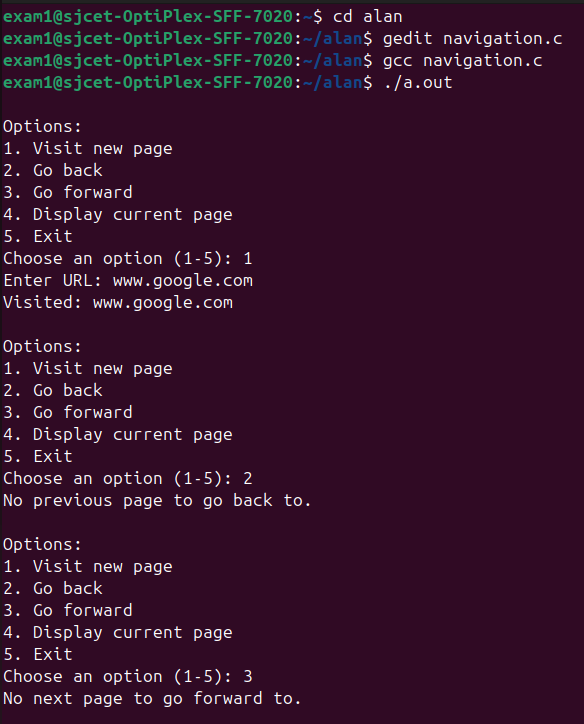 exam1@sjcet-OptiPlex-SFF-7020:~$ cd alan
exam1@sjcet-OptiPlex-SFF-7020:~/alan$ gedit navigation.c
exam1@sjcet-OptiPlex-SFF-7020:~/alan$ gcc navigation.c
exam1@sjcet-OptiPlex-SFF-7020:~/alan$ ./a.out

Options:
1. Visit new page
2. Go back
3. Go forward
4. Display current page
5. Exit
Choose an option (1-5): 1
Enter URL: www.google.com
Visited: www.google.com

Options:
1. Visit new page
2. Go back
3. Go forward
4. Display current page
5. Exit
Choose an option (1-5): 2
No previous page to go back to.

Options:
1. Visit new page
2. Go back
3. Go forward
4. Display current page
5. Exit
Choose an option (1-5): 3
No next page to go forward to.